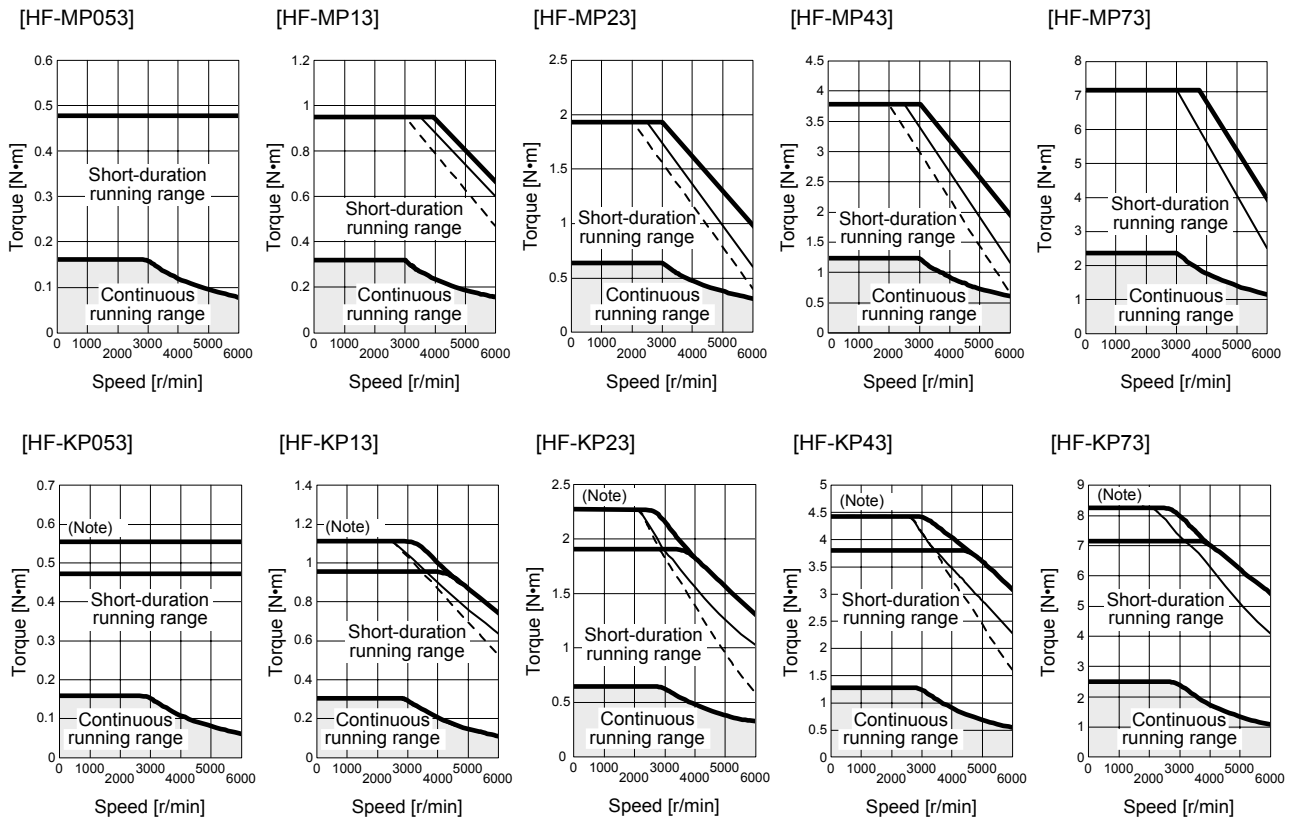 [HF-MP053] [HF-MP13] [HF-MP23] [HF-MP43] [HF-MP73]
0.6 1.2 2.5 4.5 8
0.5 1 2 4 7
0.4 0.8 1.5 3.5 6
0.3 0.6 1 3 5
0.2 0.4 0.5 2.5 4
0.1 0.2 0 2 3
0 0 1.5 2
1 1
0.5 0
0
Torque [N•m] Torque [N•m] Torque [N•m] Torque [N•m] Torque [N•m]
Short-duration Short-duration Short-duration Short-duration Short-duration
running range running range running range running range running range
Continuous Continuous Continuous Continuous Continuous
running range running range running range running range running range
0 1000 3000 5000 0 1000 3000 5000 0 1000 3000 5000 0 1000 3000 5000 0 1000 3000 5000
2000 4000 6000 2000 4000 6000 2000 4000 6000 2000 4000 6000 2000 4000 6000
Speed [r/min] Speed [r/min] Speed [r/min] Speed [r/min] Speed [r/min]
[HF-KP053] [HF-KP13] [HF-KP23] [HF-KP43] [HF-KP73]
0.7 1.4 2.5 5 9
0.6 1.2 2 4.5 8
0.5 1.0 1.5 4 7
0.4 0.8 1 3.5 6
0.3 0.6 0.5 3 5
0.2 0.4 0 2.5 4
0.1 0.2 2 3
0 0 1.5 2
1 1
0.5 0
0
(Note) (Note) (Note) (Note) (Note)
Torque [N•m] Torque [N•m] Torque [N•m] Torque [N•m] Torque [N•m]
Short-duration Short-duration Short-duration Short-duration Short-duration
running range running range running range running range running range
Continuous Continuous Continuous Continuous Continuous
running range running range running range running range running range
0 1000 3000 5000 0 1000 3000 5000 0 1000 3000 5000 0 1000 3000 5000 0 1000 3000 5000
2000 4000 6000 2000 4000 6000 2000 4000 6000 2000 4000 6000 2000 4000 6000
Speed [r/min] Speed [r/min] Speed [r/min] Speed [r/min] Speed [r/min]